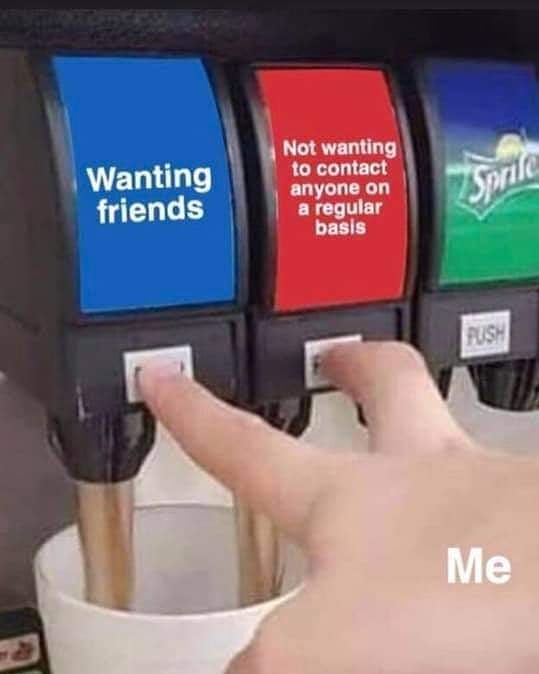 Wanting
friends
Not wanting
to contact
anyone on
a regular
basis
Sprite
PUSH
Me